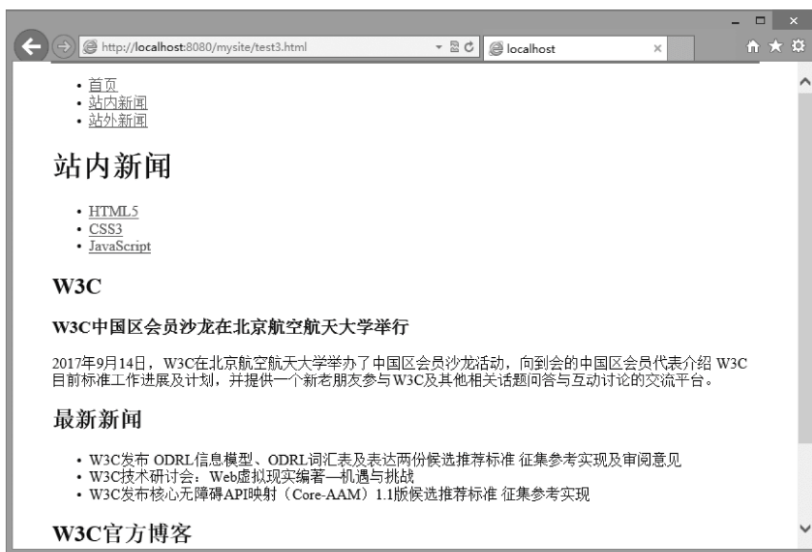 http://localhost:8080/mysite/test3.html
localhost
首页
站内新闻
站外新闻
站内新闻
HTML5
CSS3
JavaScript
W3C
W3C中国区会员沙龙在北京航空航天大学举行
2017年9月14日，W3C在北京航空航天大学举办了中国区会员沙龙活动，向到会的中国区会员代表介绍 W3C
目前标准工作进展及计划，并提供一个新老朋友参与W3C及其他相关话题问答与互动讨论的交流平台。
最新新闻
W3C发布 ODRL信息模型、ODRL词汇表及表达两份候选推荐标准 征集参考实现及审阅意见
W3C技术研讨会：Web虚拟现实编著—机遇与挑战
W3C发布核心无障碍API映射（Core-AAM）1.1版候选推荐标准 征集参考实现
W3C官方博客